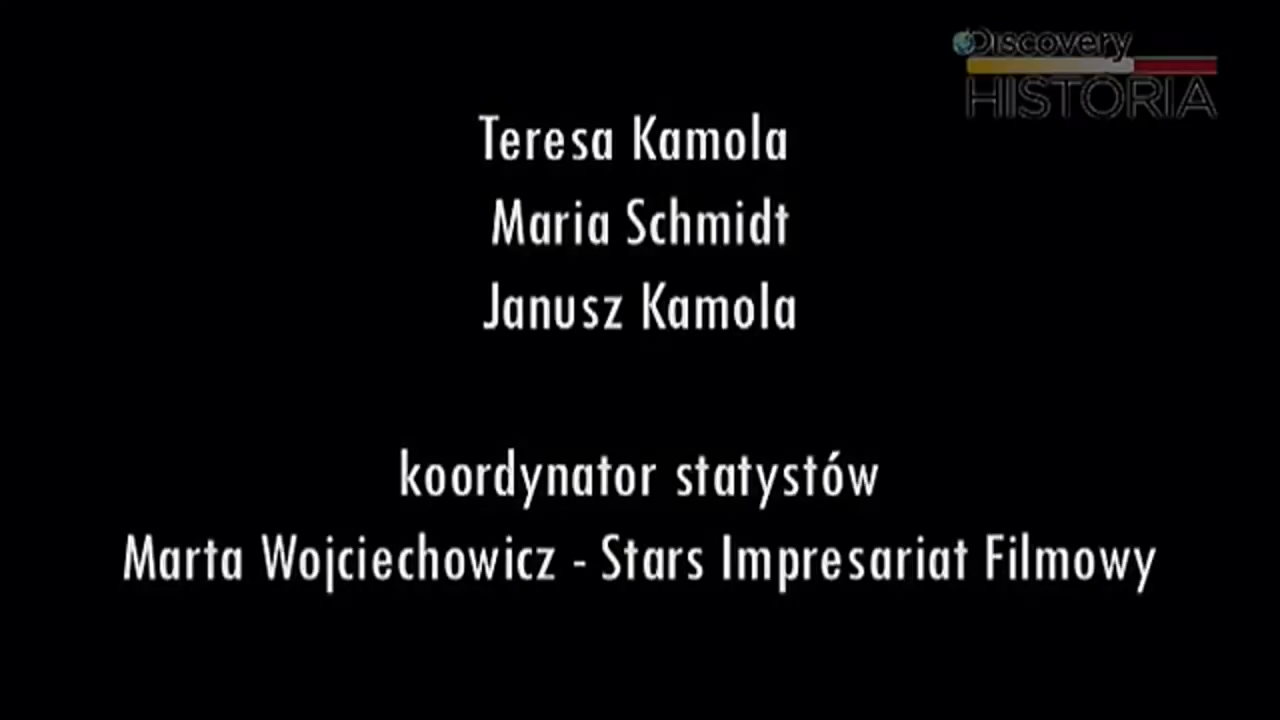 Discovery
HISTORIA
Teresa Kamola
Maria Schmidt
Janusz Kamola
koordynator statystów
Marta Wojciechowicz - Stars Impresariat Filmowy